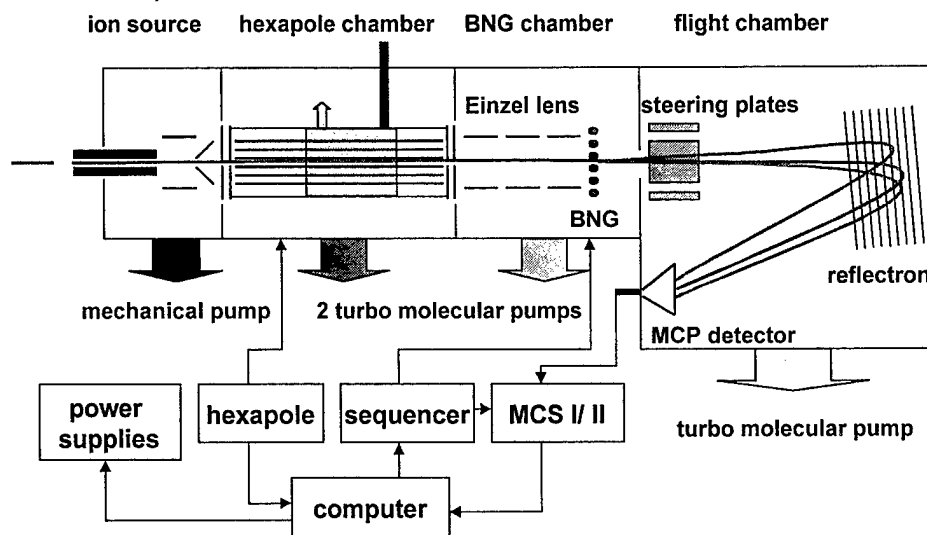 ion source
hexapole chamber
BNG chamber
flight chamber
Einzel lens
steering plates
BNG
reflectron
mechanical pump
2 turbo molecular pumps
MCP detector
power
supplies
hexapole
sequencer
MCS I/ II
turbo molecular pump
computer